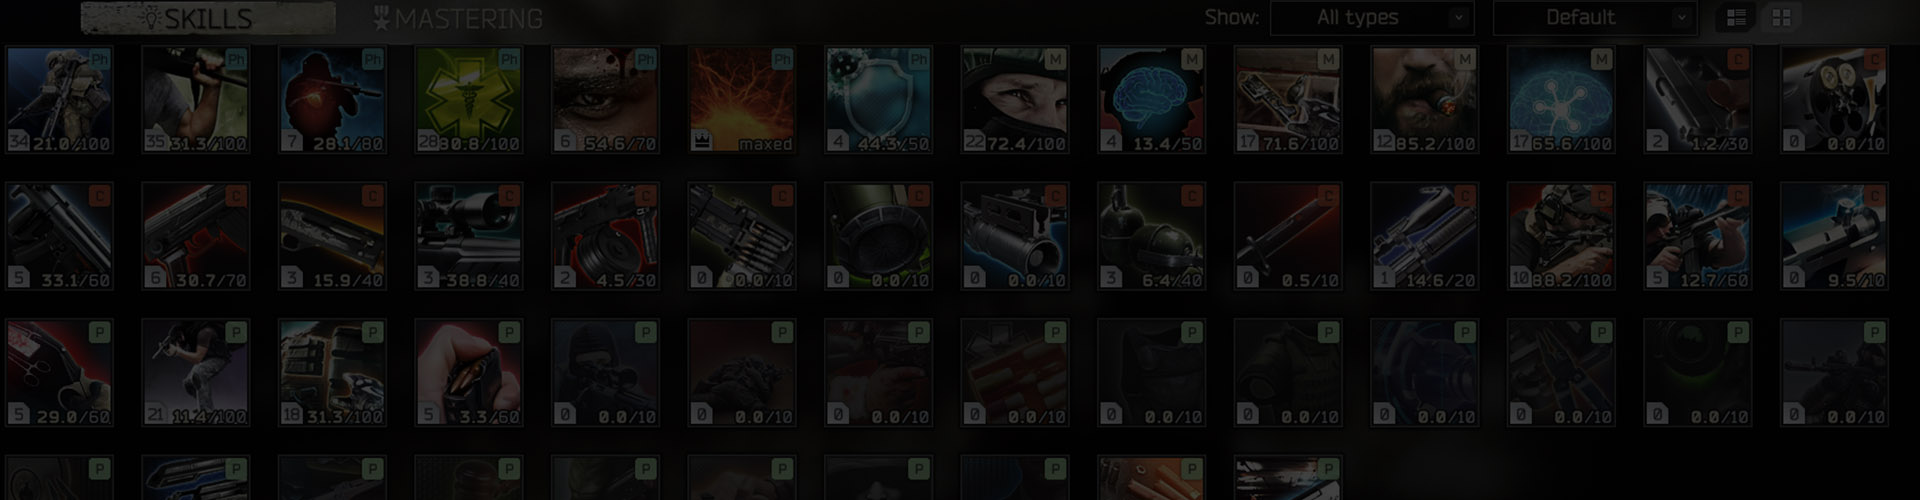 SKILLS MASTERING Show: All types Default
Ph Ph Ph Ph Ph Ph Ph M M M M M C C
34 21.0/100 35 31.3/100 7 28.1/80 28 80.8/100 6 54.6/70 maxed 4 44.3/50 22 72.4/100 4 13.4/50 17 71.6/100 12 85.2/100 17 65.6/100 2 1.2/30 0 0.0/10
C C C C C C C C C C C C C C
5 33.1/60 6 30.7/70 3 15.9/40 3 38.8/40 2 4.5/30 0 0.0/10 0 0.0/10 0 0.0/10 3 6.4/40 0 0.5/10 1 14.6/20 10 88.2/100 5 12.7/60 0 9.5/10
P P P P P P P P P P P P P P
5 29.0/60 21 11.4/100 18 31.3/100 5 3.3/60 0 0.0/10 0 0.0/10 0 0.0/10 0 0.0/10 0 0.0/10 0 0.0/10 0 0.0/10 0 0.0/10 0 0.0/10 0 0.0/10
P P P P P P P P P P